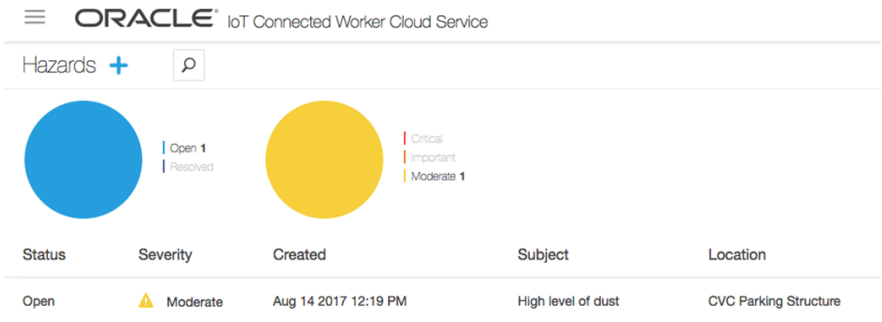 ORACLE® IoT Connected Worker Cloud Service
Hazards +
Open 1
Resolved
Critical
Important
Moderate 1
Status Severity Created Subject Location
Open Moderate Aug 14 2017 12:19 PM High level of dust CVC Parking Structure